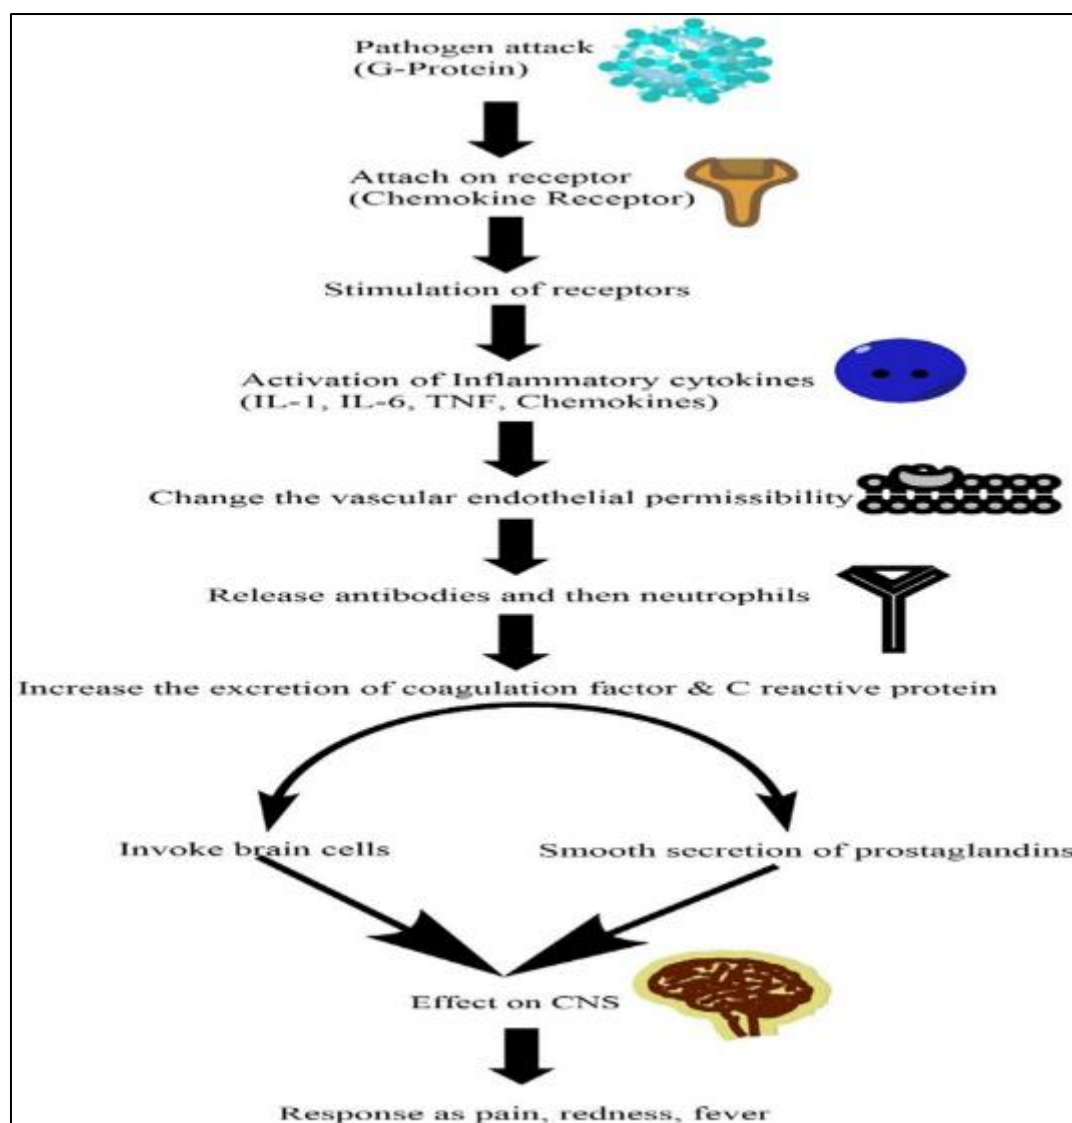 Pathogen attack
(G-Protein)
Attach on receptor
(Chemokine Receptor)
Stimulation of receptors
Activation of Inflammatory cytokines
(IL-1, IL-6, TNF, Chemokines)
Change the vascular endothelial permissibility
Release antibodies and then neutrophils
Increase the excretion of coagulation factor & C reactive protein
Invoke brain cells
Smooth secretion of prostaglandins
Effect on CNS
Response as pain, redness, fever